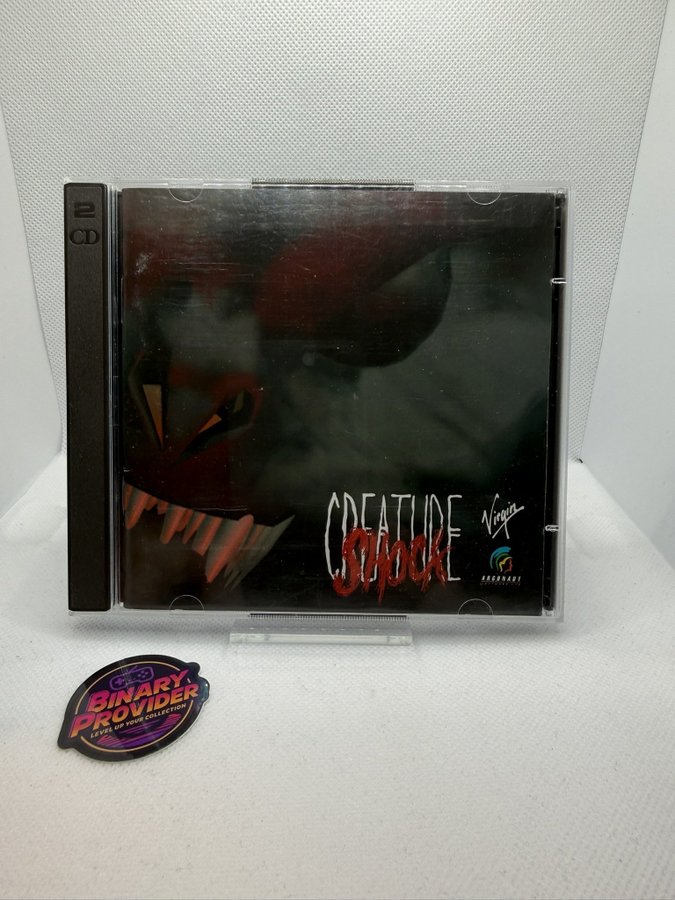 2
CD
CREATURE
SHOCK
Virgin
ARGONAUT
BINARY
PROVIDER
LEVEL UP YOUR COLLECTION